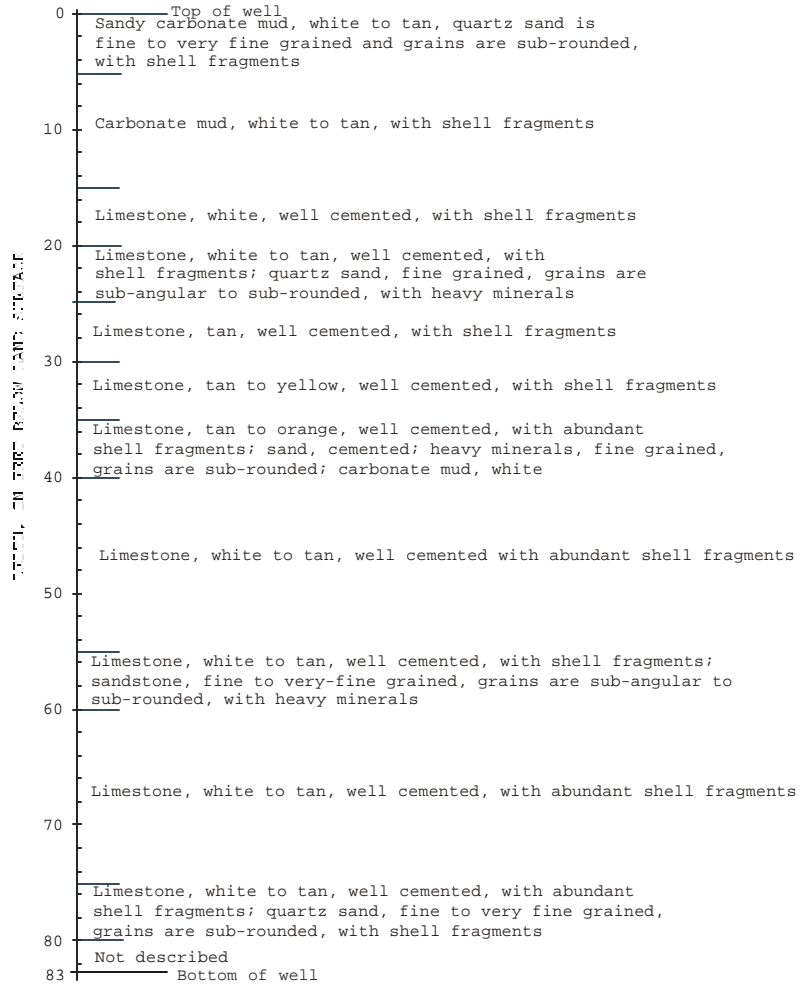 0
Top of well
Sandy carbonate mud, white to tan, quartz sand is
fine to very fine grained and grains are sub-rounded,
with shell fragments
10
Carbonate mud, white to tan, with shell fragments
Limestone, white, well cemented, with shell fragments
20
Limestone, white to tan, well cemented, with
shell fragments; quartz sand, fine grained, grains are
sub-angular to sub-rounded, with heavy minerals
Limestone, tan, well cemented, with shell fragments
30
Limestone, tan to yellow, well cemented, with shell fragments
Limestone, tan to orange, well cemented, with abundant
shell fragments; sand, cemented; heavy minerals, fine grained,
grains are sub-rounded; carbonate mud, white
40
Limestone, white to tan, well cemented with abundant shell fragments
50
Limestone, white to tan, well cemented, with shell fragments;
sandstone, fine to very-fine grained, grains are sub-angular to
sub-rounded, with heavy minerals
60
Limestone, white to tan, well cemented, with abundant shell fragments
70
Limestone, white to tan, well cemented, with abundant
shell fragments; quartz sand, fine to very fine grained,
grains are sub-rounded, with shell fragments
80
Not described
83
Bottom of well